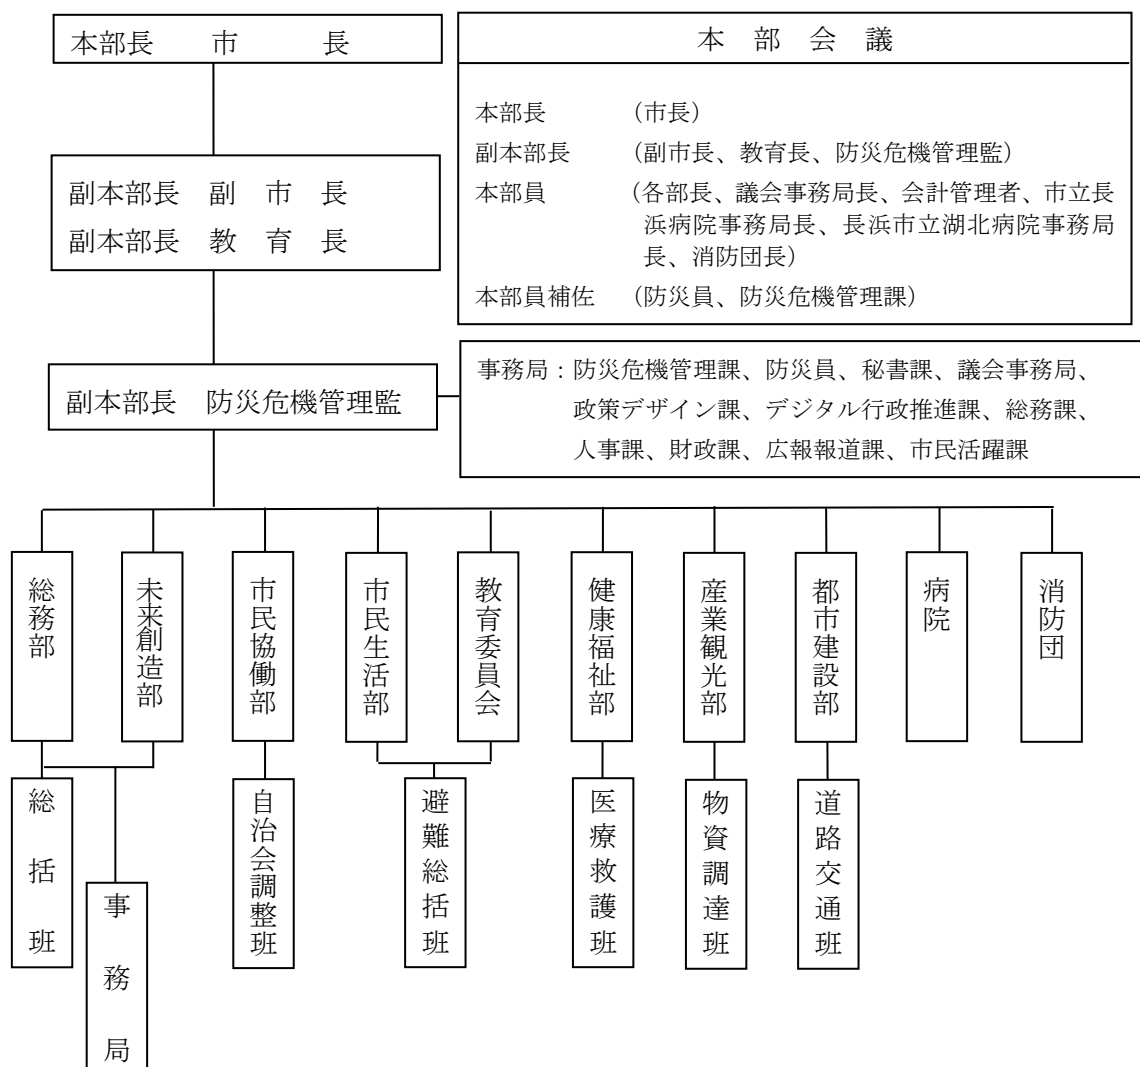 本部長　市　　　長
本　部　会　議
本部長　（市長）
副本部長　（副市長、教育長、防災危機管理監）
本部員　（各部長、議会事務局長、会計管理者、市立長
浜病院事務局長、長浜市立湖北病院事務局
長、消防団長）
本部員補佐　（防災員、防災危機管理課）
副本部長　副　市　長
副本部長　教　育　長
副本部長　防災危機管理監
事務局：防災危機管理課、防災員、秘書課、議会事務局、
政策デザイン課、デジタル行政推進課、総務課、
人事課、財政課、広報報道課、市民活躍課
総務部
未来創造部
市民協働部
市民生活部
教育委員会
健康福祉部
産業観光部
都市建設部
病院
消防団
総括班
事務局
自治会調整班
避難総括班
医療救護班
物資調達班
道路交通班